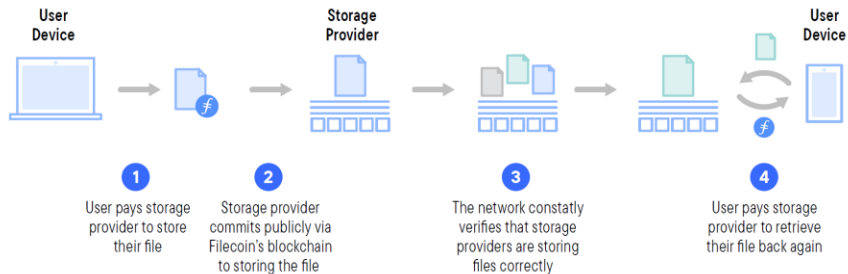 User
Device
Storage
Provider
User
Device
1
User pays storage
provider to store
their file
2
Storage provider
commits publicly via
Filecoin's blockchain
to storing the file
3
The network constatly
verifies that storage
providers are storing
files correctly
4
User pays storage
provider to retrieve
their file back again